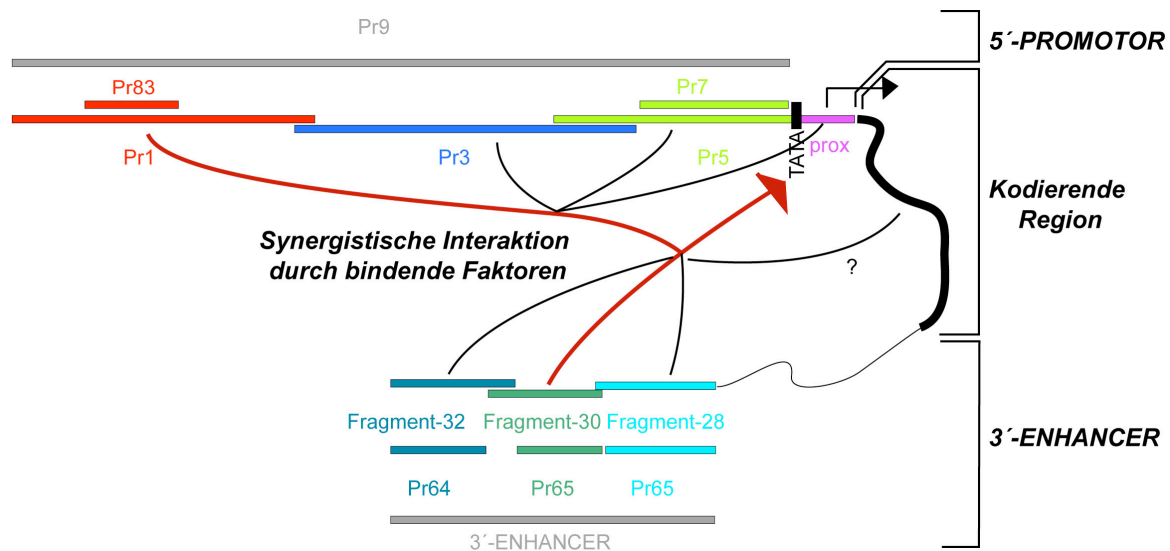 Pr9
5´-PROMOTOR
Pr83
Pr7
Pr1
Pr3
Pr5
TATA
prox
Kodierende
Region
Synergistische Interaktion
durch bindende Faktoren
?
Fragment-32
Fragment-30
Fragment-28
3´-ENHANCER
Pr64
Pr65
Pr65
3´-ENHANCER